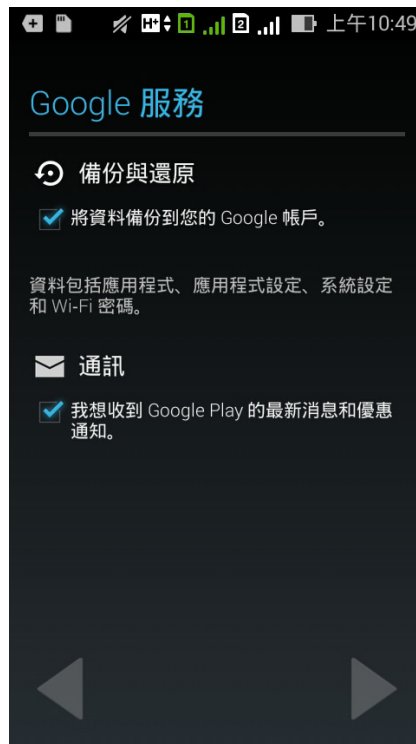 H+ 1 2 上午10:49
Google 服務
備份與還原
將資料備份到您的 Google 帳戶。
資料包括應用程式、應用程式設定、系統設定
和 Wi-Fi 密碼。
通訊
我想收到 Google Play 的最新消息和優惠
通知。